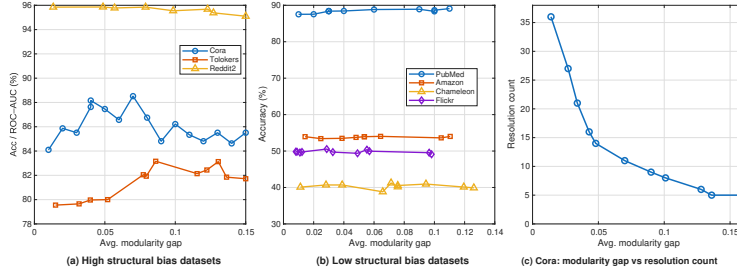 96
94
92
90
88
86
84
82
80
78
0
0.05
0.1
0.15
Acc / ROC–AUC (%)
Avg. modularity gap
Cora
Tolokers
Reddit2
(a) High structural bias datasets
90
80
70
60
50
40
30
0
0.02
0.04
0.06
0.08
0.1
0.12
0.14
Accuracy (%)
Avg. modularity gap
PubMed
Amazon
Chameleon
Flickr
(b) Low structural bias datasets
35
30
25
20
15
10
5
0
0
0.05
0.1
0.15
Resolution count
Avg. modularity gap
(c) Cora: modularity gap vs resolution count